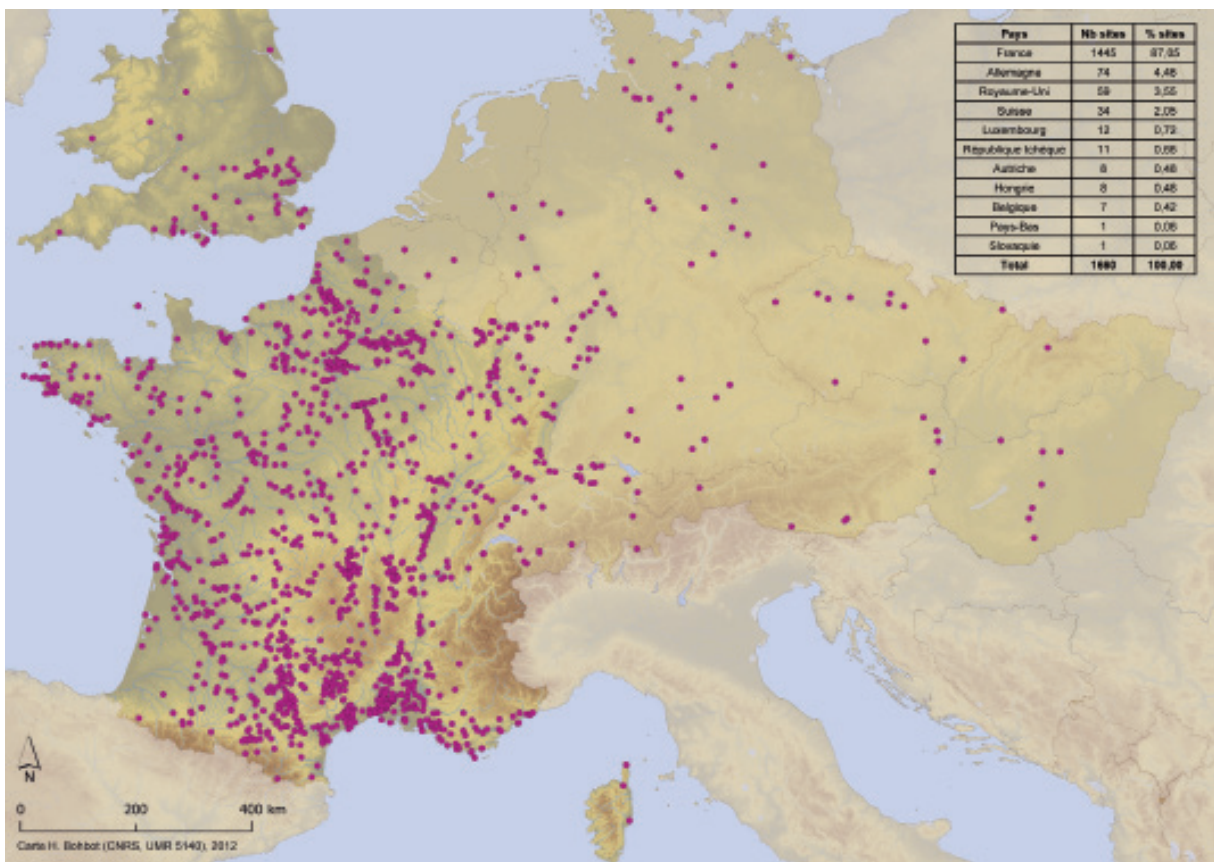 Pays Nb sites % sites
France 1445 87,05
Allemagne 74 4,46
Royaume-Uni 59 3,55
Suisse 34 2,05
Luxembourg 12 0,72
République tchèque 11 0,66
Autriche 8 0,48
Hongrie 8 0,48
Belgique 7 0,42
Pays-Bas 1 0,06
Slovaquie 1 0,06
Total 1660 100,00
N
0 200 400 km
Carte H. Bohbot (CNRS, UMR 5140), 2012